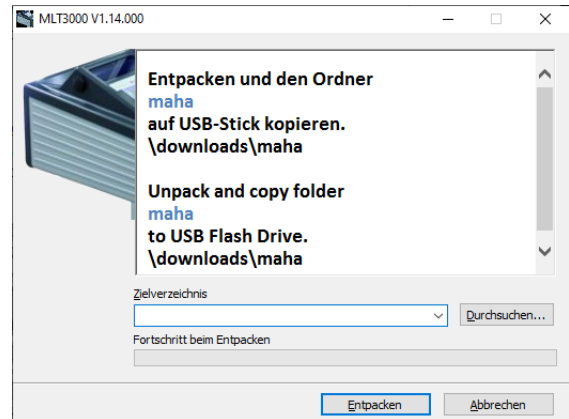 MLT3000 V1.14.000
Entpacken und den Ordner
maha
auf USB-Stick kopieren.
\downloads\maha
Unpack and copy folder
maha
to USB Flash Drive.
\downloads\maha
Zielverzeichnis
Durchsuchen...
Fortschritt beim Entpacken
Entpacken
Abbrechen